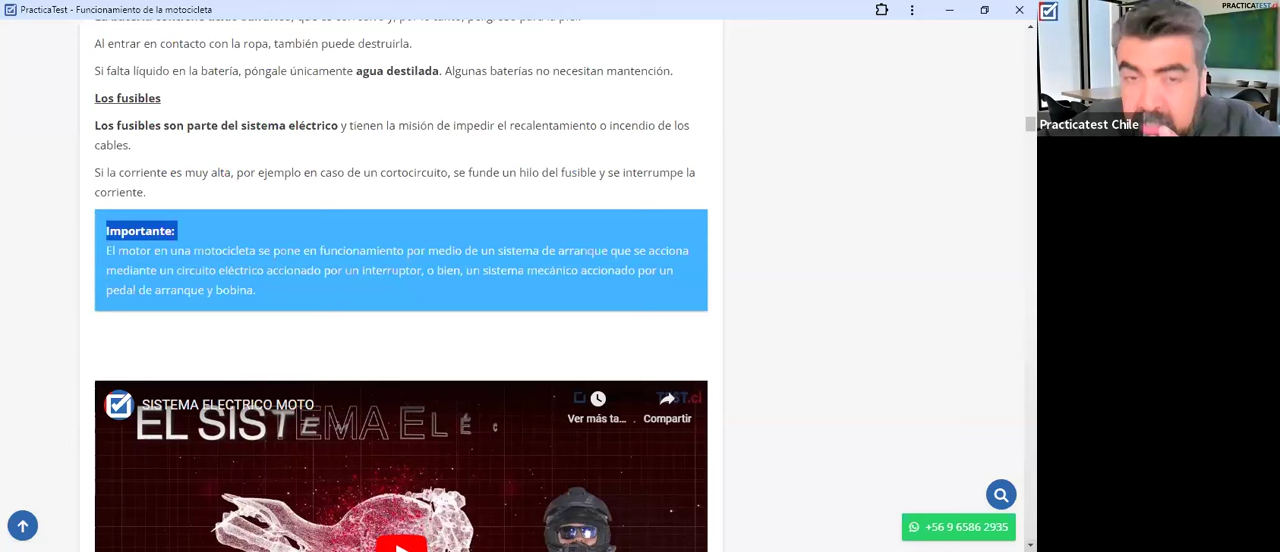 PracticaTest - Funcionamiento de la motocicleta
Al entrar en contacto con la ropa, también puede destruirla.
Si falta líquido en la batería, póngale únicamente agua destilada. Algunas baterías no necesitan mantención.
Los fusibles
Los fusibles son parte del sistema eléctrico y tienen la misión de impedir el recalentamiento o incendio de los
cables.
Si la corriente es muy alta, por ejemplo en caso de un cortocircuito, se funde un hilo del fusible y se interrumpe la
corriente.
Importante:
El motor en una motocicleta se pone en funcionamiento por medio de un sistema de arranque que se acciona
mediante un circuito eléctrico accionado por un interruptor, o bien, un sistema mecánico accionado por un
pedal de arranque y bobina.
SISTEMA ELECTRICO MOTO
EL SISTEMA ELÉC
Ver más ta...
Compartir
+56 9 6586 2935
PRACTICATEST.cl
Practicatest Chile